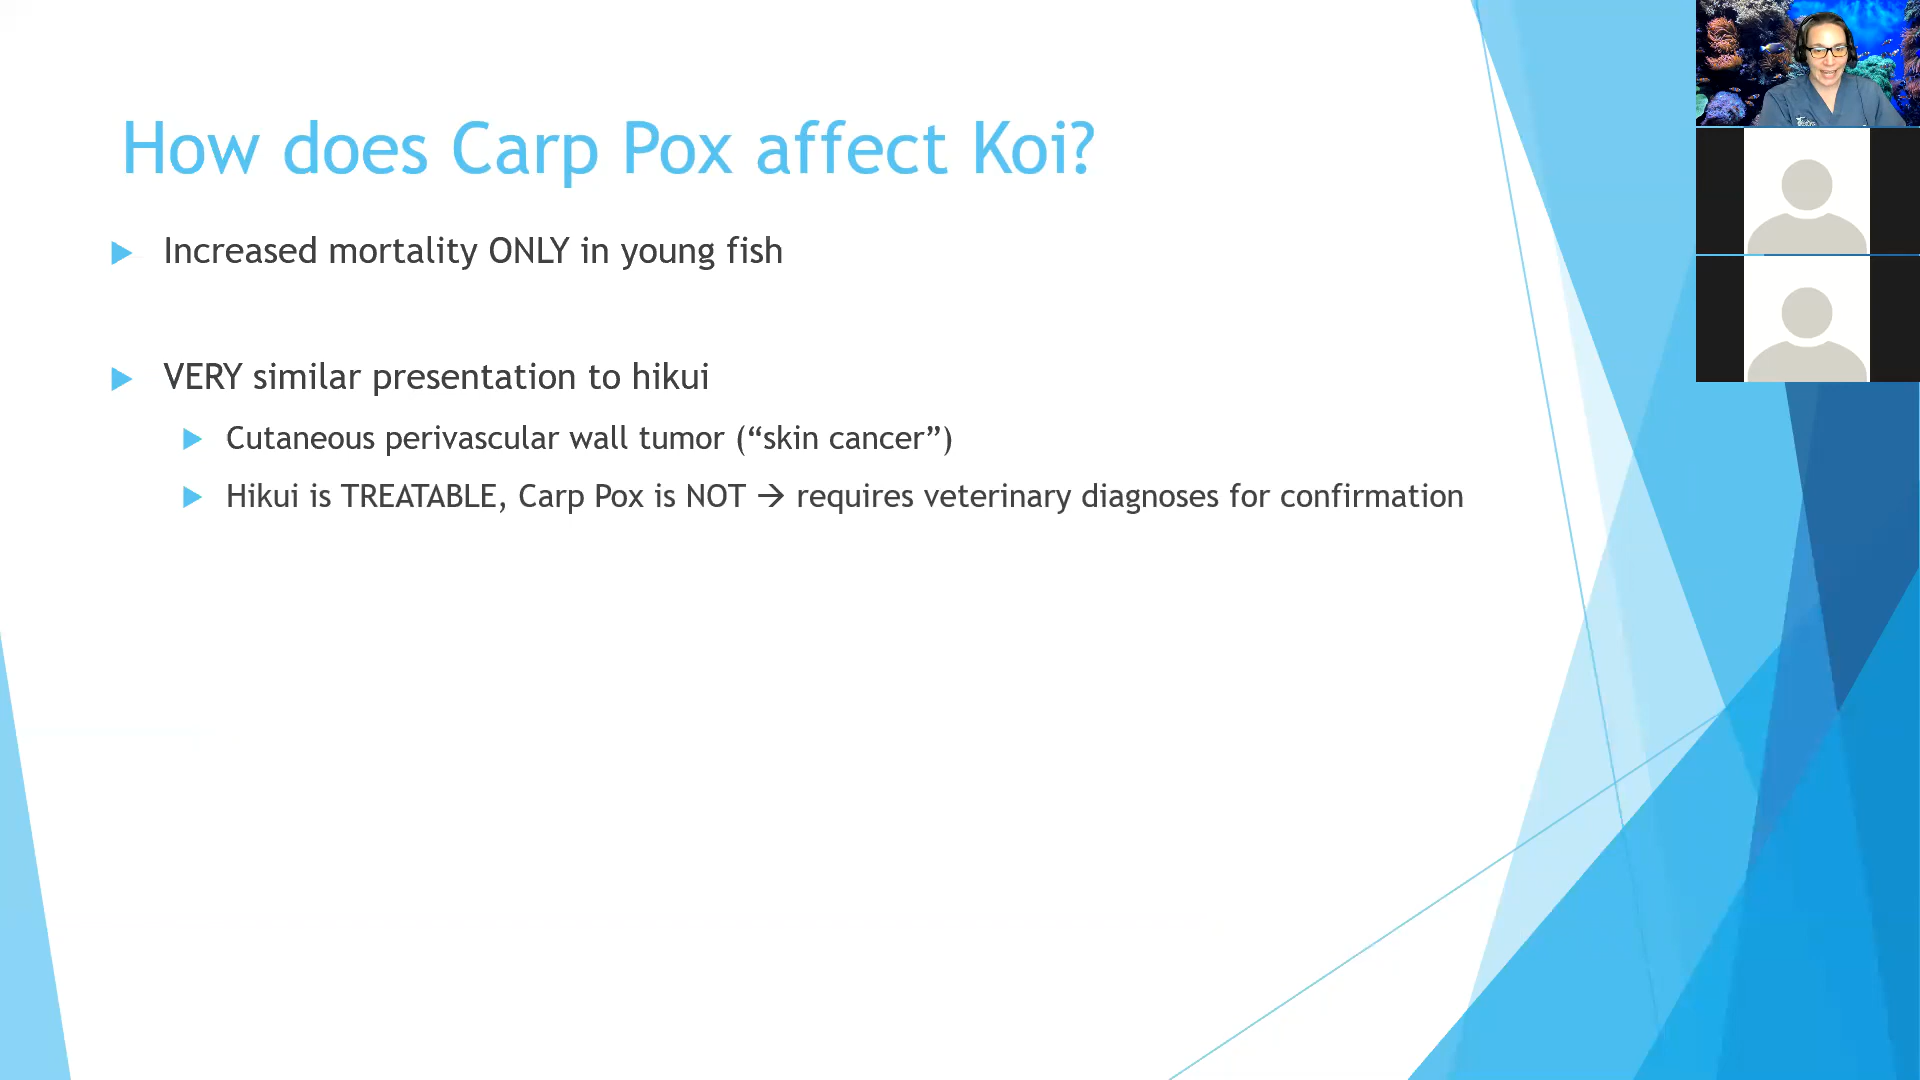 How does Carp Pox affect Koi?
Increased mortality ONLY in young fish
VERY similar presentation to hikui
Cutaneous perivascular wall tumor (“skin cancer”)
Hikui is TREATABLE, Carp Pox is NOT → requires veterinary diagnoses for confirmation